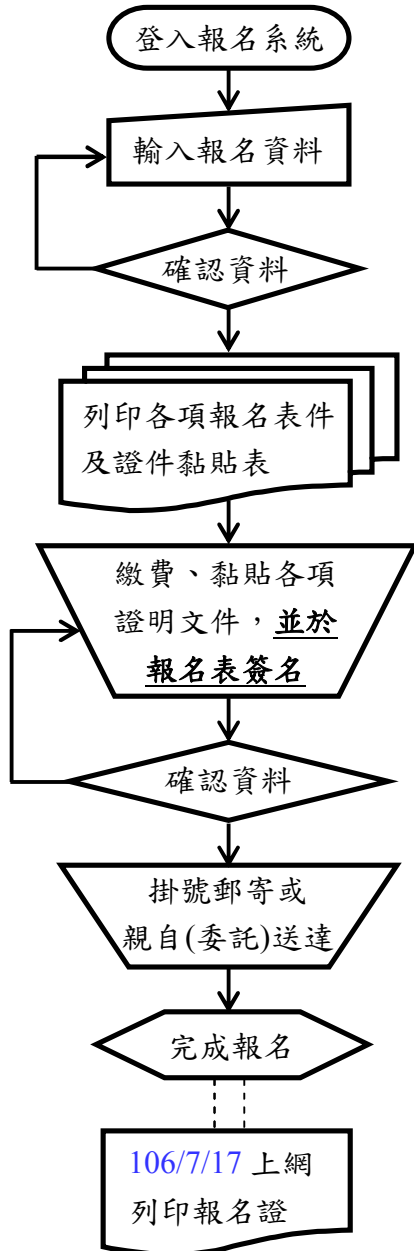 登入報名系統
輸入報名資料
確認資料
列印各項報名表件
及證件黏貼表
繳費、黏貼各項
證明文件，並於
報名表簽名
確認資料
掛號郵寄或
親自(委託)送達
完成報名
106/7/17 上網
列印報名證